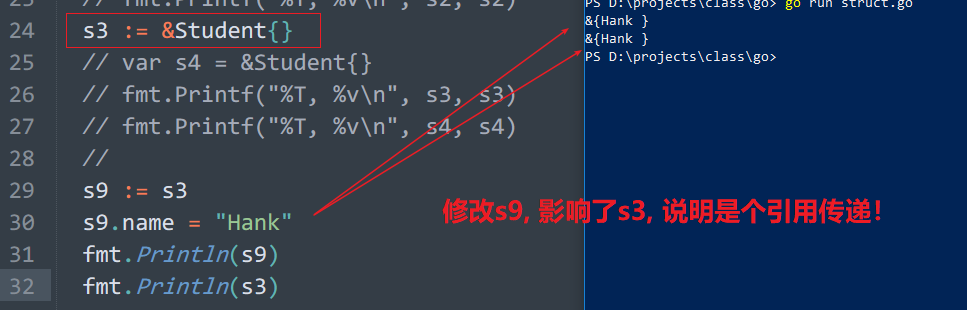 23 // fmt.Printf("%T, %v\n", s2, s2)
24 s3 := &Student{}
25 // var s4 = &Student{}
26 // fmt.Printf("%T, %v\n", s3, s3)
27 // fmt.Printf("%T, %v\n", s4, s4)
28 //
29 s9 := s3
30 s9.name = "Hank"
31 fmt.Println(s9)
32 fmt.Println(s3)
PS D:\projects\class\go> go run struct.go
&{Hank }
&{Hank }
PS D:\projects\class\go>
修改s9, 影响了s3, 说明是个引用传递！